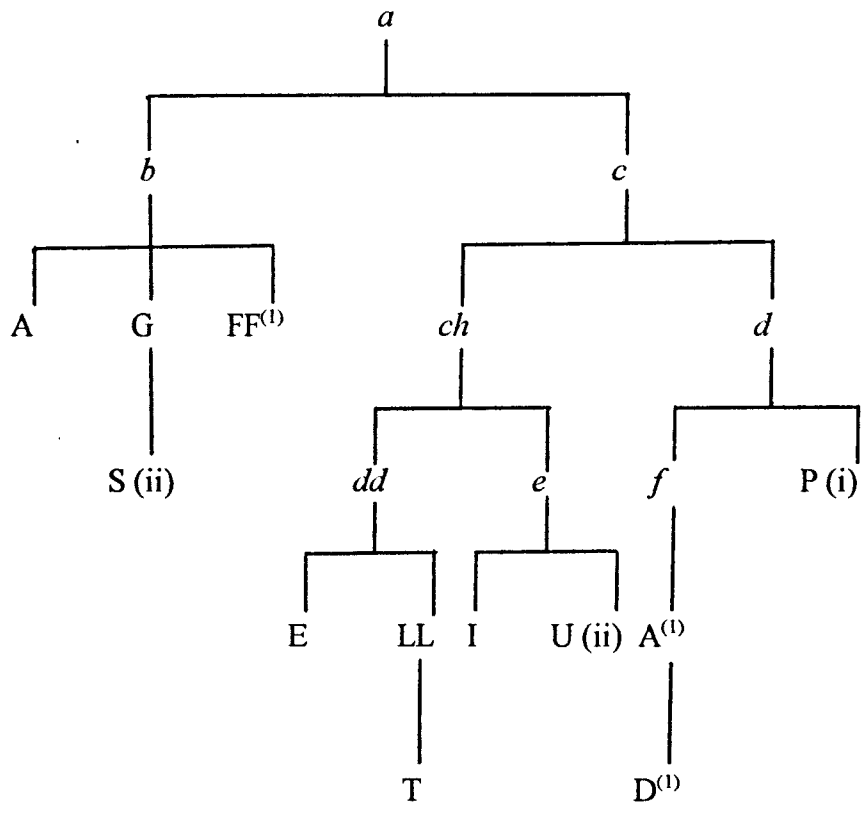 a
b c
A G FF⁽¹⁾ ch d
S (ii) dd e f P (i)
E LL I U (ii) A⁽¹⁾
T D⁽¹⁾